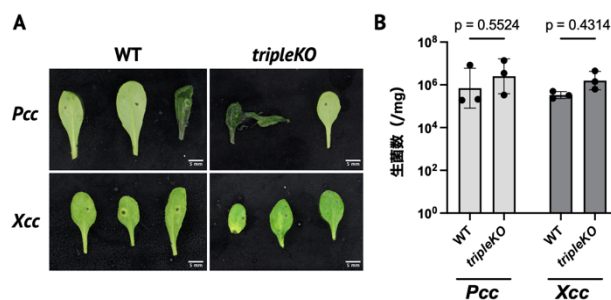 A
WT
tripleKO
Pcc
5 mm
5 mm
Xcc
5 mm
5 mm
B
p = 0.5524
p = 0.4314
生菌数 (/mg)
10⁸
10⁶
10⁴
10²
10⁰
WT
tripleKO
WT
tripleKO
Pcc
Xcc